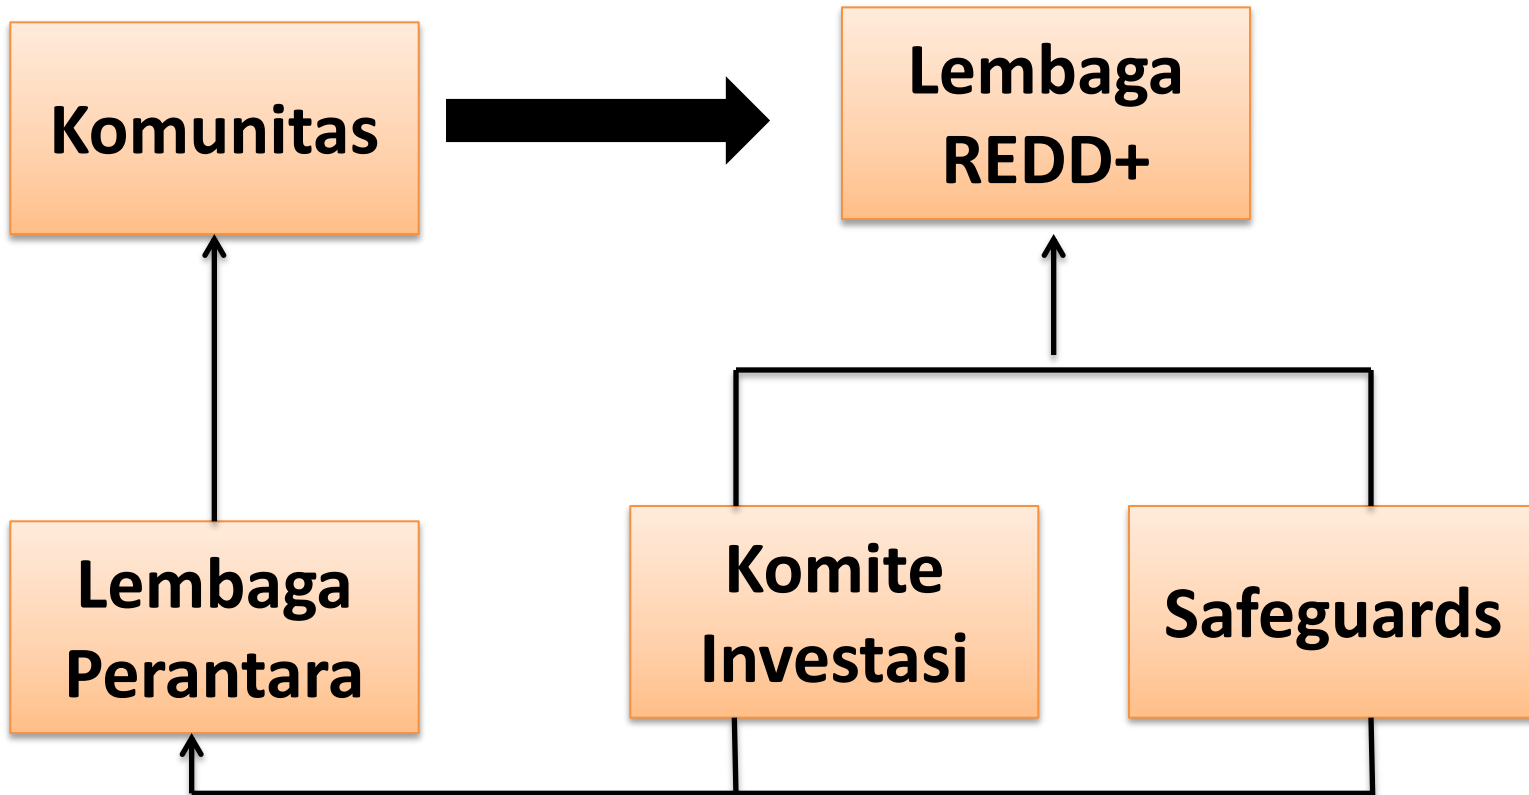 Komunitas
Lembaga
REDD+
Lembaga
Perantara
Komite
Investasi
Safeguards